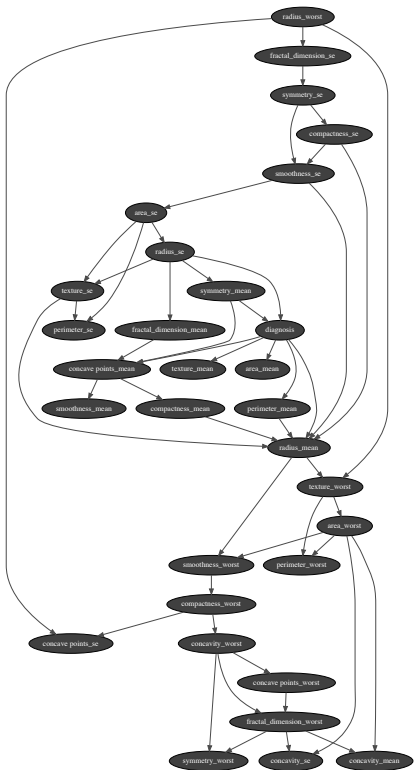 radius_worst
fractal_dimension_se
symmetry_se
compactness_se
smoothness_se
area_se
radius_se
texture_se
symmetry_mean
perimeter_se
fractal_dimension_mean
diagnosis
concave points_mean
texture_mean
area_mean
smoothness_mean
compactness_mean
perimeter_mean
radius_mean
texture_worst
area_worst
smoothness_worst
perimeter_worst
compactness_worst
concave points_se
concavity_worst
concave points_worst
fractal_dimension_worst
symmetry_worst
concavity_se
concavity_mean